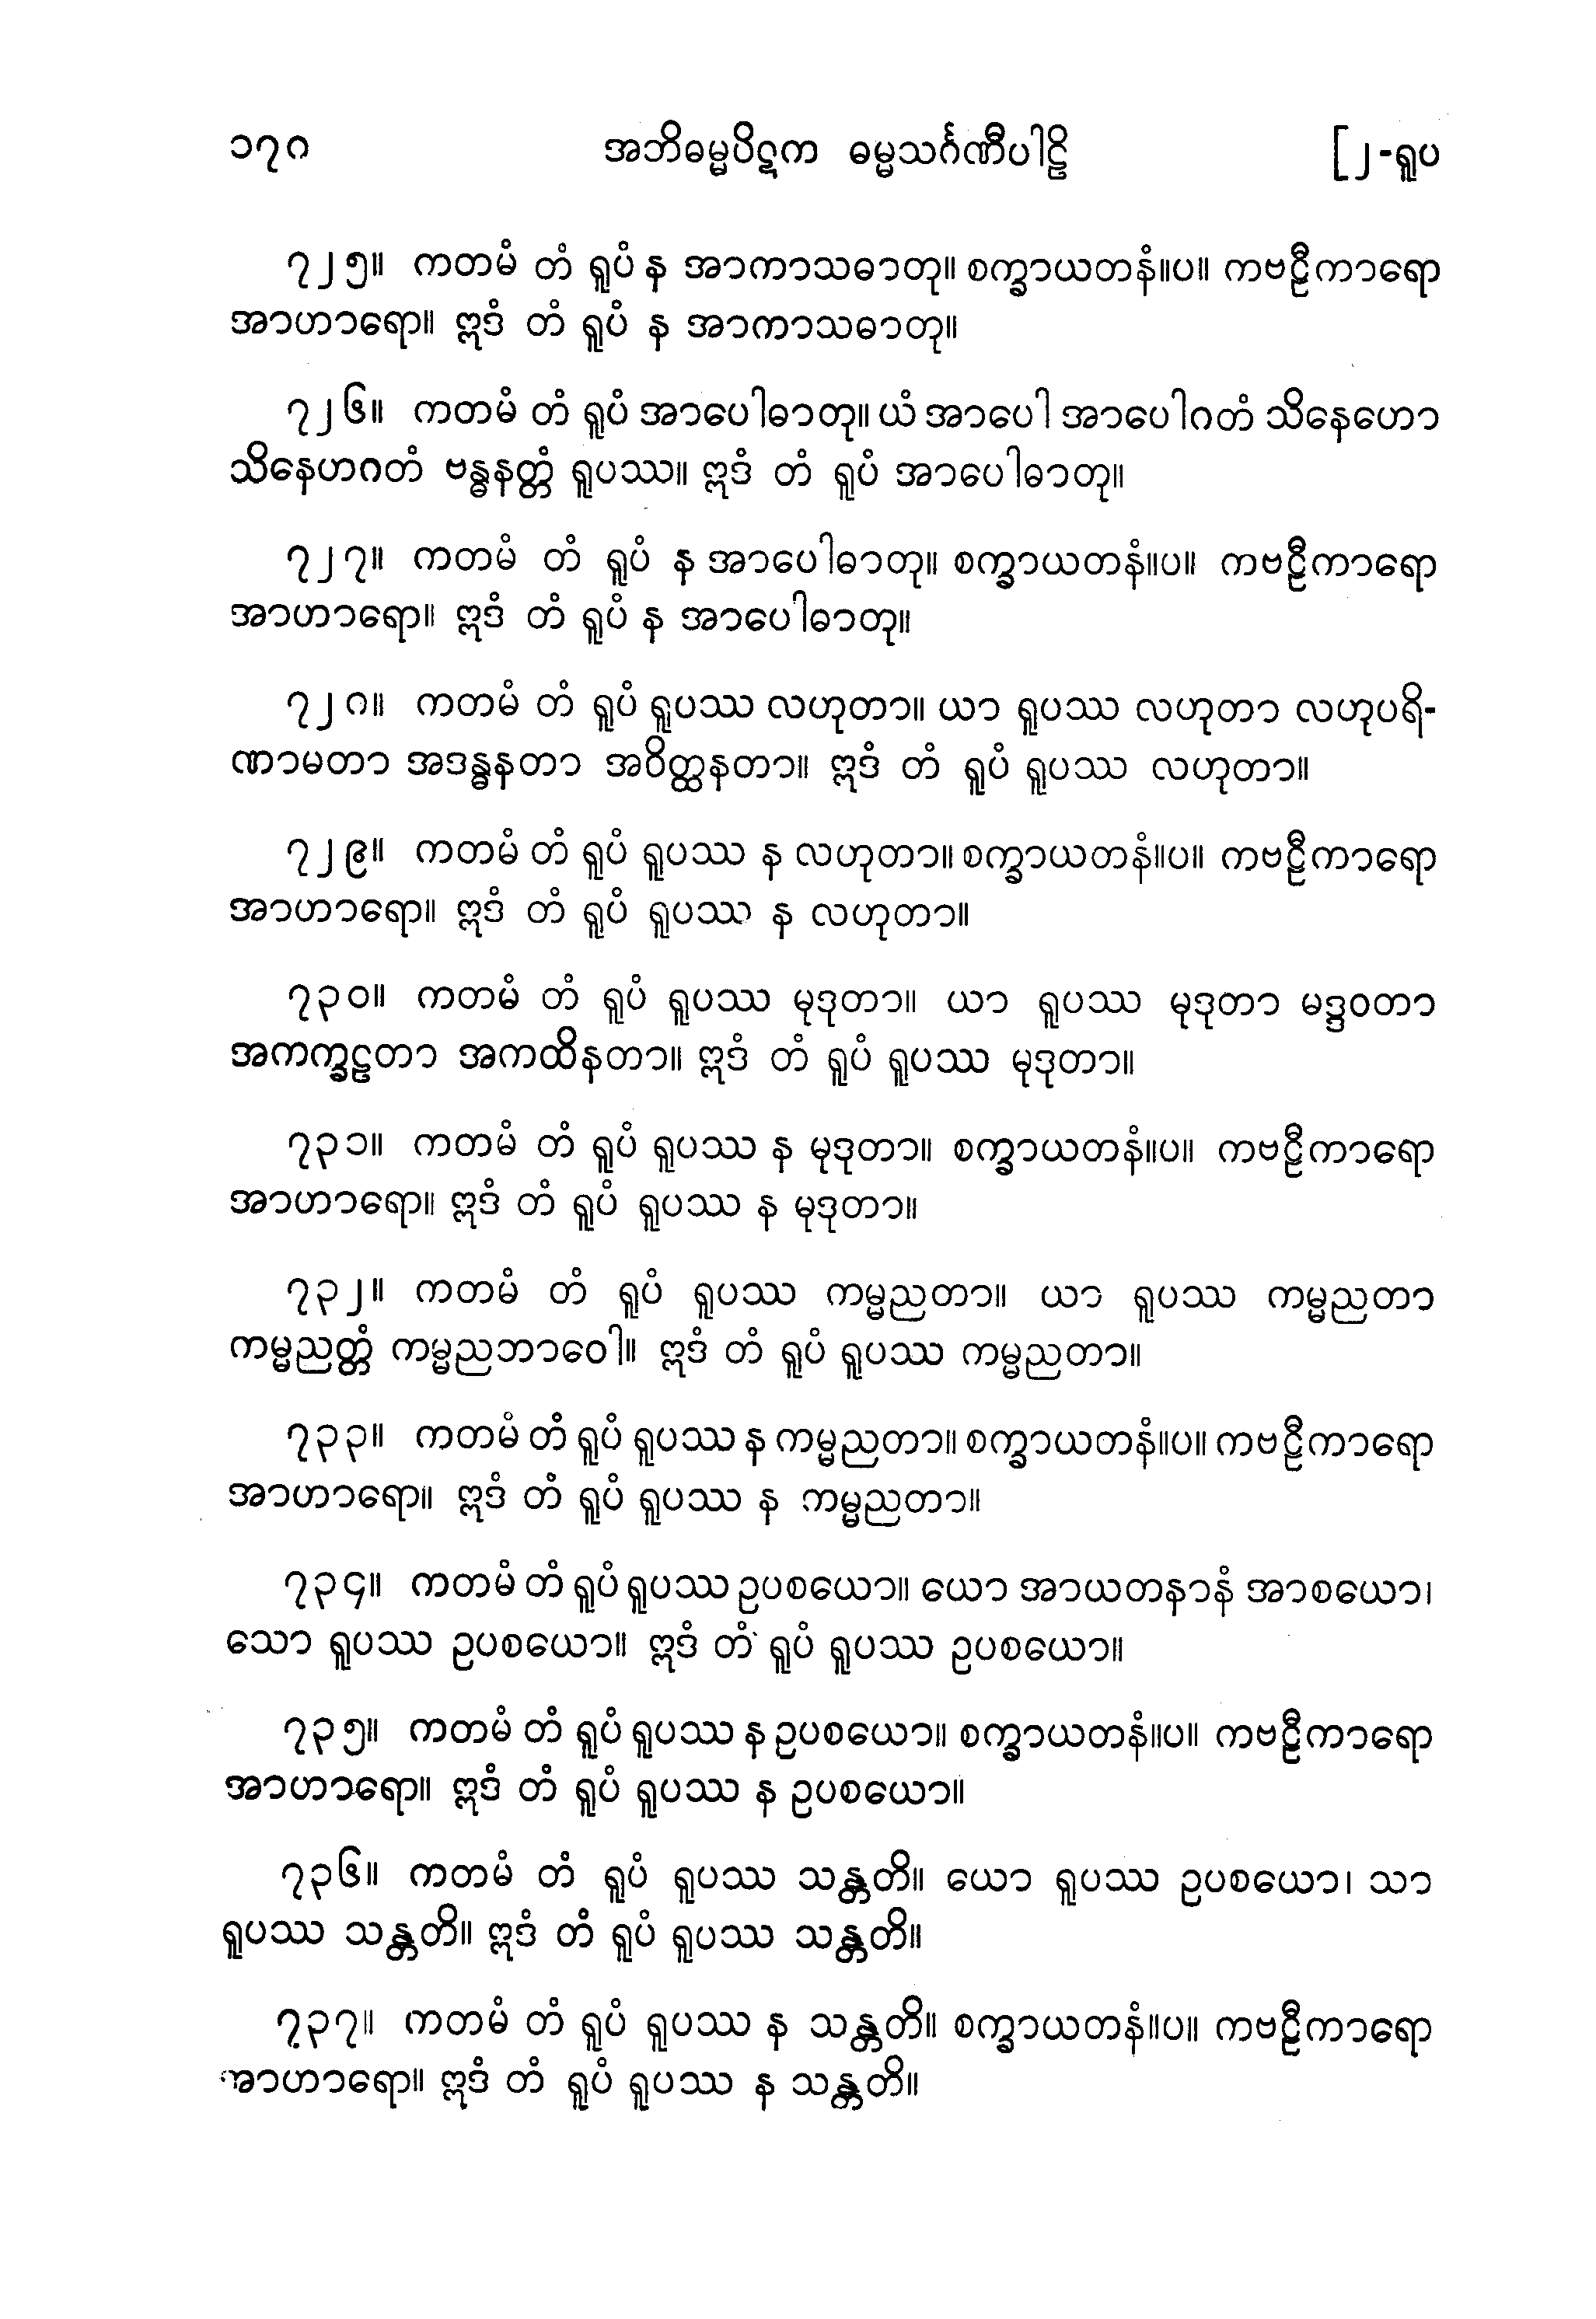 ၁၇၈ အဘိဓမ္မပိဋက ဓမ္မသင်္ဂဏီပါဠိ [၂-ရူပ
၇၂၅။ ကတမံ တံ ရူပံ န အာကာသဓာတု။ စက္ခာယတနံ။ပ။ ကဗဠီကာရော
အာဟာရော။ ဣဒံ တံ ရူပံ န အာကာသဓာတု။
၇၂၆။ ကတမံ တံ ရူပံ အာပေါဓာတု။ ယံ အာပေါ အာပေါဂတံ သိနေဟော
သိနေဟဂတံ ဗန္ဓနတ္တံ ရူပဿ။ ဣဒံ တံ ရူပံ အာပေါဓာတု။
၇၂၇။ ကတမံ တံ ရူပံ န အာပေါဓာတု။ စက္ခာယတနံ။ပ။ ကဗဠီကာရော
အာဟာရော။ ဣဒံ တံ ရူပံ န အာပေါဓာတု။
၇၂၈။ ကတမံ တံ ရူပံ ရူပဿ လဟုတာ။ ယာ ရူပဿ လဟုတာ လဟုပရိ-
ဏာမတာ အဒန္ဓနတာ အဝိတ္ထနတာ။ ဣဒံ တံ ရူပံ ရူပဿ လဟုတာ။
၇၂၉။ ကတမံ တံ ရူပံ ရူပဿ န လဟုတာ။ စက္ခာယတနံ။ပ။ ကဗဠီကာရော
အာဟာရော။ ဣဒံ တံ ရူပံ ရူပဿ န လဟုတာ။
၇၃၀။ ကတမံ တံ ရူပံ ရူပဿ မုဒုတာ။ ယာ ရူပဿ မုဒုတာ မဒ္ဒဝတာ
အကက္ခဠတာ အကထိနတာ။ ဣဒံ တံ ရူပံ ရူပဿ မုဒုတာ။
၇၃၁။ ကတမံ တံ ရူပံ ရူပဿ န မုဒုတာ။ စက္ခာယတနံ။ပ။ ကဗဠီကာရော
အာဟာရော။ ဣဒံ တံ ရူပံ ရူပဿ န မုဒုတာ။
၇၃၂။ ကတမံ တံ ရူပံ ရူပဿ ကမ္မညတာ။ ယာ ရူပဿ ကမ္မညတာ
ကမ္မညတ္တံ ကမ္မညဘာဝေါ။ ဣဒံ တံ ရူပံ ရူပဿ ကမ္မညတာ။
၇၃၃။ ကတမံ တံ ရူပံ ရူပဿ န ကမ္မညတာ။ စက္ခာယတနံ။ပ။ ကဗဠီကာရော
အာဟာရော။ ဣဒံ တံ ရူပံ ရူပဿ န ကမ္မညတာ။
၇၃၄။ ကတမံ တံ ရူပံ ရူပဿ ဥပစယော။ ယော အာယတနာနံ အာစယော၊
သော ရူပဿ ဥပစယော။ ဣဒံ တံ ရူပံ ရူပဿ ဥပစယော။
၇၃၅။ ကတမံ တံ ရူပံ ရူပဿ န ဥပစယော။ စက္ခာယတနံ။ပ။ ကဗဠီကာရော
အာဟာရော။ ဣဒံ တံ ရူပံ ရူပဿ န ဥပစယော။
၇၃၆။ ကတမံ တံ ရူပံ ရူပဿ သန္တတိ။ ယော ရူပဿ ဥပစယော၊ သာ
ရူပဿ သန္တတိ။ ဣဒံ တံ ရူပံ ရူပဿ သန္တတိ။
၇၃၇။ ကတမံ တံ ရူပံ ရူပဿ န သန္တတိ။ စက္ခာယတနံ။ပ။ ကဗဠီကာရော
အာဟာရော။ ဣဒံ တံ ရူပံ ရူပဿ န သန္တတိ။